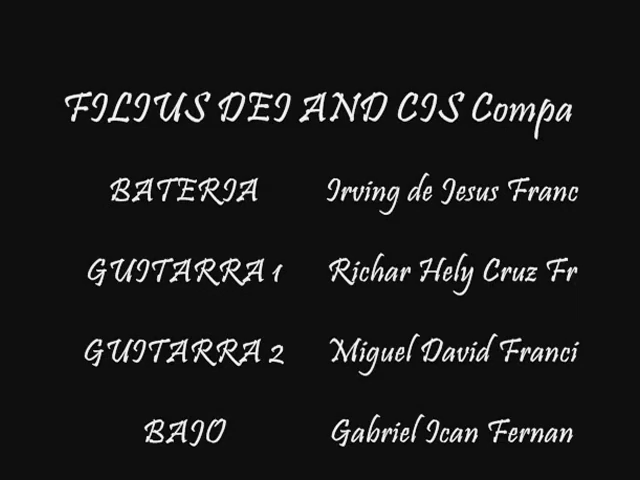 FILIUS DEI AND CIS Compa
BATERIA Irving de Jesus Franc
GUITARRA 1 Richar Hely Cruz Fr
GUITARRA 2 Miguel David Franci
BAJO Gabriel Ican Fernan